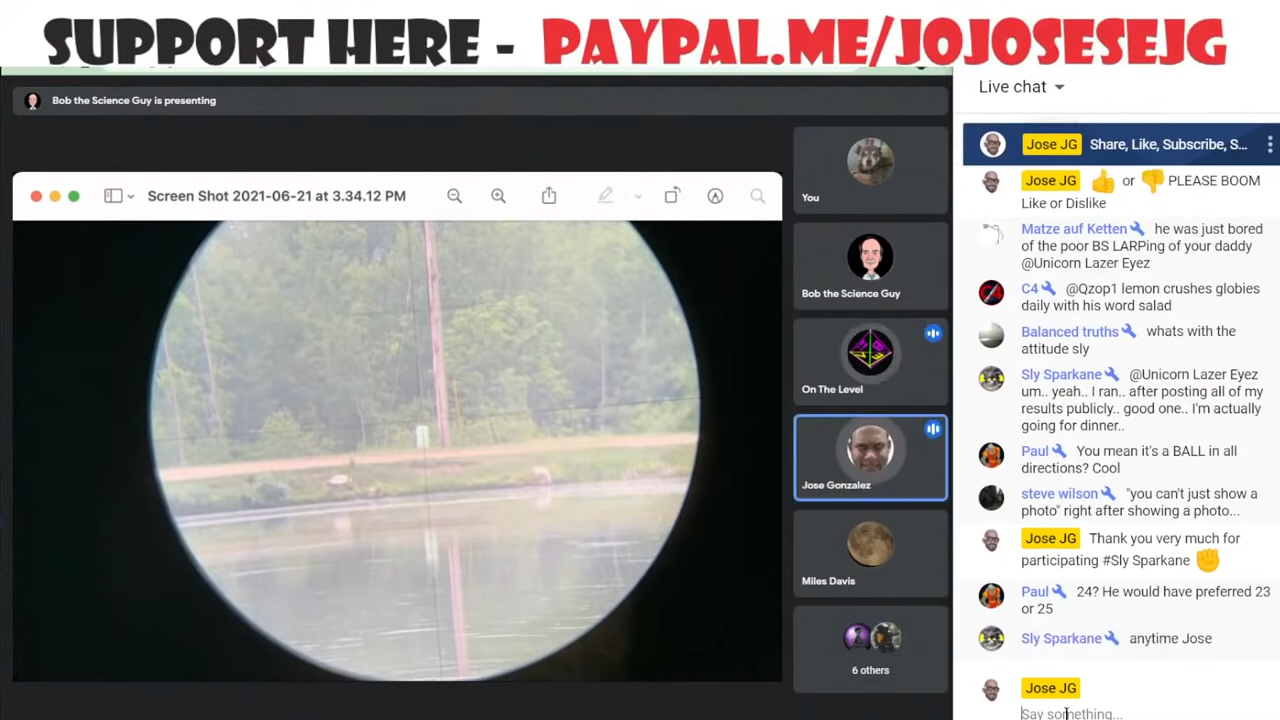 SUPPORT HERE - PAYPAL.ME/JOJOSESEJG
Bob the Science Guy is presenting
Screen Shot 2021-06-21 at 3.34.12 PM
You
Bob the Science Guy
On The Level
Jose Gonzalez
Miles Davis
6 others
Live chat
Jose JG Share, Like, Subscribe, S...
Jose JG 👍 or 👎 PLEASE BOOM
Like or Dislike
Matze auf Ketten he was just bored
of the poor BS LARPing of your daddy
@Unicorn Lazer Eyez
C4 @Qzop1 lemon crushes globies
daily with his word salad
Balanced truths whats with the
attitude sly
Sly Sparkane @Unicorn Lazer Eyez
um.. yeah.. I ran.. after posting all of my
results publicly.. good one.. I'm actually
going for dinner..
Paul You mean it's a BALL in all
directions? Cool
steve wilson "you can't just show a
photo" right after showing a photo...
Jose JG Thank you very much for
participating #Sly Sparkane ✊
Paul 24? He would have preferred 23
or 25
Sly Sparkane anytime Jose
Jose JG
Say something...